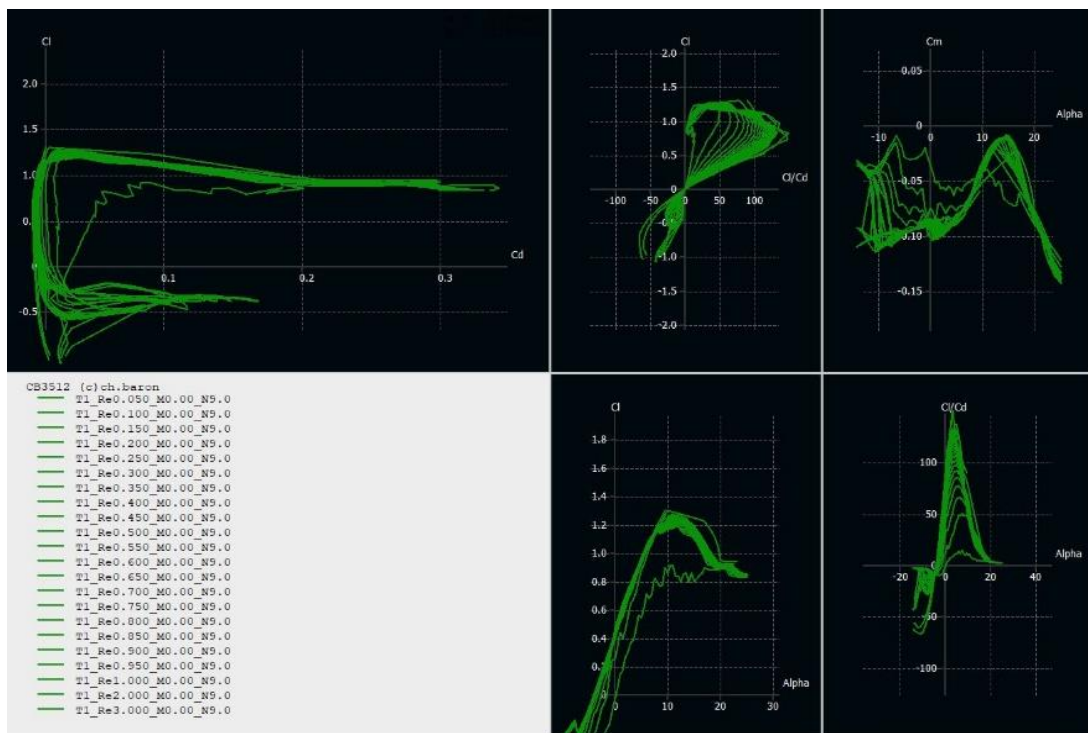 Cl
2.0
1.5
1.0
0.5
0
-0.5
0.1
0.2
0.3
Cd
Cl
2.0
1.5
1.0
0.5
0
-0.5
-1.0
-1.5
-2.0
-100
-50
0
50
100
Cl/Cd
Cm
0.05
0
-0.05
-0.10
-0.15
-10
0
10
20
Alpha
CB3512 (c)ch.baron
T1_Re0.050_M0.00_N9.0
T1_Re0.100_M0.00_N9.0
T1_Re0.150_M0.00_N9.0
T1_Re0.200_M0.00_N9.0
T1_Re0.250_M0.00_N9.0
T1_Re0.300_M0.00_N9.0
T1_Re0.350_M0.00_N9.0
T1_Re0.400_M0.00_N9.0
T1_Re0.450_M0.00_N9.0
T1_Re0.500_M0.00_N9.0
T1_Re0.550_M0.00_N9.0
T1_Re0.600_M0.00_N9.0
T1_Re0.650_M0.00_N9.0
T1_Re0.700_M0.00_N9.0
T1_Re0.750_M0.00_N9.0
T1_Re0.800_M0.00_N9.0
T1_Re0.850_M0.00_N9.0
T1_Re0.900_M0.00_N9.0
T1_Re0.950_M0.00_N9.0
T1_Re1.000_M0.00_N9.0
T1_Re2.000_M0.00_N9.0
T1_Re3.000_M0.00_N9.0
Cl
1.8
1.6
1.4
1.2
1.0
0.8
0.6
0.4
0
10
20
30
Alpha
Cl/Cd
100
50
0
-100
-20
0
20
40
Alpha